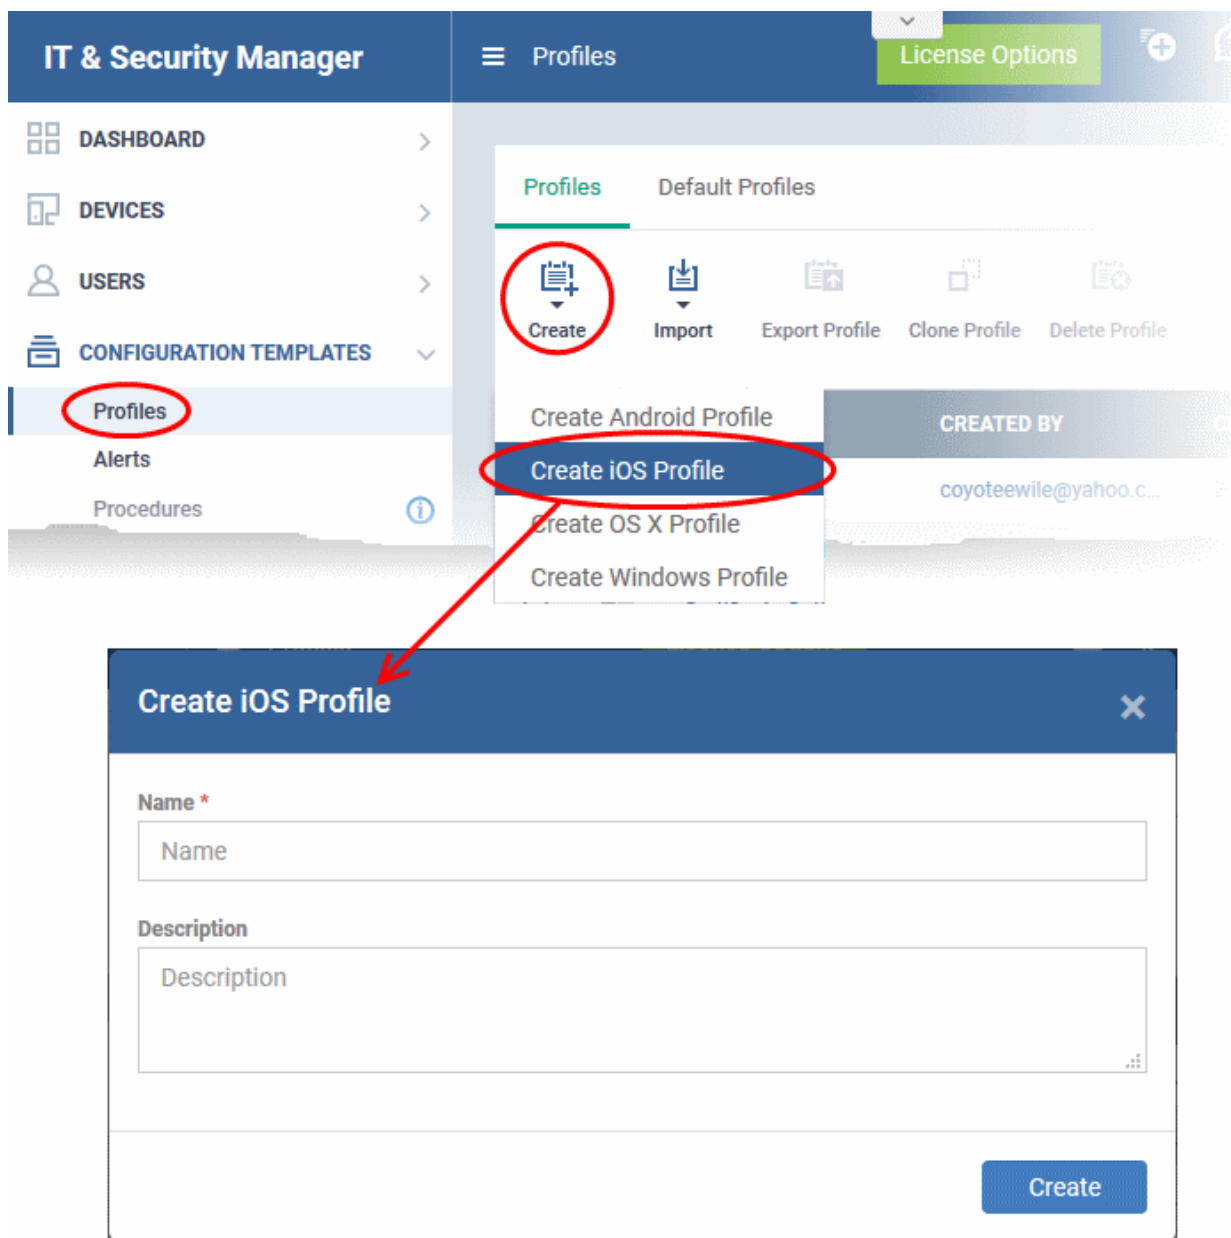 IT & Security Manager
Profiles
License Options
DASHBOARD
DEVICES
USERS
CONFIGURATION TEMPLATES
Profiles
Alerts
Procedures
Profiles Default Profiles
Create Import Export Profile Clone Profile Delete Profile
Create Android Profile
Create iOS Profile
Create OS X Profile
Create Windows Profile
CREATED BY
coyoteewile@yahoo.c...
Create iOS Profile
Name *
Name
Description
Description
Create